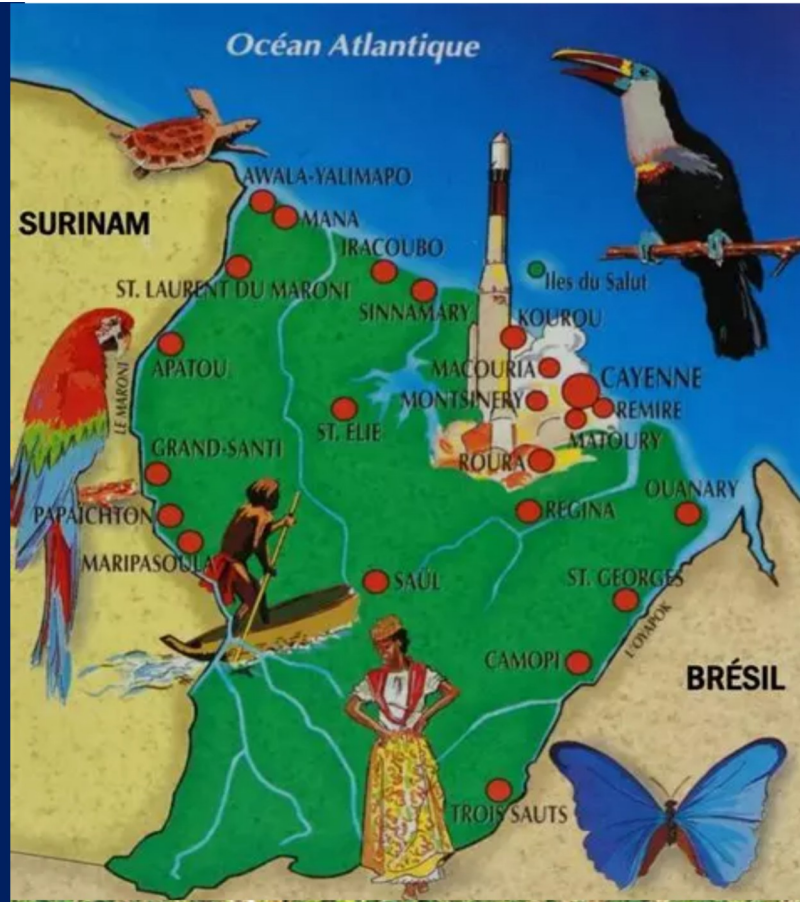 Océan Atlantique
AWALA-YALIMAPO
SURINAM
MANA
IRACOUBO
ST. LAURENT DU MARONI
Iles du Salut
SINNAMARY
KOUROU
APATOU
MACOURIA
CAYENNE
LE MARONI
MONTSINERY
REMIRE
ST. ELIE
MATOURY
GRAND-SANTI
ROURA
OUANARY
PAPAÏCHTON
REGINA
MARIPASOULA
SAÜL
ST. GEORGES
L'OYAPOK
CAMOPI
BRÉSIL
TROIS SAUTS